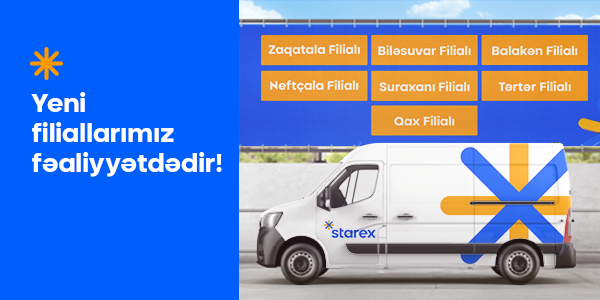 Yeni
filiallarımız
fəaliyyətdədir!
Zaqatala Filialı
Biləsuvar Filialı
Balakən Filialı
Neftçala Filialı
Suraxanı Filialı
Tərtər Filialı
Qax Filialı
starex